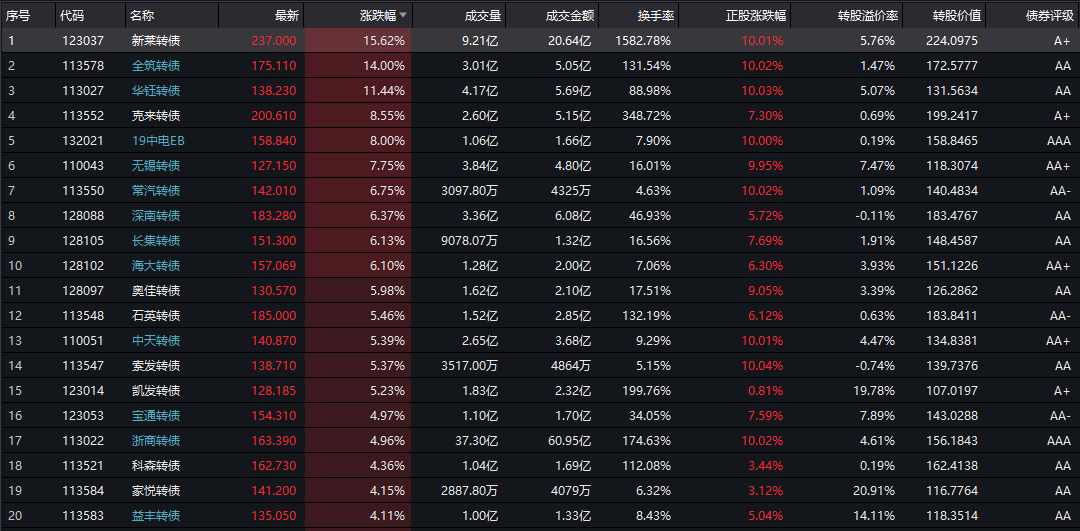 序号 代码 名称 最新 涨跌幅 成交量 成交金额 换手率 正股涨跌幅 转股溢价率 转股价值 债券评级
1 123037 新莱转债 237.000 15.62% 9.21亿 20.64亿 1582.78% 10.01% 5.76% 224.0975 A+
2 113578 全筑转债 175.110 14.00% 3.01亿 5.05亿 131.54% 10.02% 1.47% 172.5777 AA
3 113027 华钰转债 138.230 11.44% 4.17亿 5.69亿 88.98% 10.03% 5.07% 131.5634 AA
4 113552 克来转债 200.610 8.55% 2.60亿 5.15亿 348.72% 7.30% 0.69% 199.2417 A+
5 132021 19中电EB 158.840 8.00% 1.06亿 1.66亿 7.90% 10.00% 0.19% 158.8465 AAA
6 110043 无锡转债 127.150 7.75% 3.84亿 4.80亿 16.01% 9.95% 7.47% 118.3074 AA+
7 113550 常汽转债 142.010 6.75% 3097.80万 4325万 4.63% 10.02% 1.09% 140.4834 AA-
8 128088 深南转债 183.280 6.37% 3.36亿 6.08亿 46.93% 5.72% -0.11% 183.4767 AA
9 128105 长集转债 151.300 6.13% 9078.07万 1.32亿 16.56% 7.69% 1.91% 148.4587 AA
10 128102 海大转债 157.069 6.10% 1.28亿 2.00亿 7.06% 6.30% 3.93% 151.1226 AA+
11 128097 奥佳转债 130.570 5.98% 1.62亿 2.10亿 17.51% 9.05% 3.39% 126.2862 AA
12 113548 石英转债 185.000 5.46% 1.52亿 2.85亿 132.19% 6.12% 0.63% 183.8411 AA-
13 110051 中天转债 140.870 5.39% 2.65亿 3.68亿 9.29% 10.01% 4.47% 134.8381 AA+
14 113547 索发转债 138.710 5.37% 3517.00万 4864万 5.15% 10.04% -0.74% 139.7376 AA
15 123014 凯发转债 128.185 5.23% 1.83亿 2.32亿 199.76% 0.81% 19.78% 107.0197 A+
16 123053 宝通转债 154.310 4.97% 1.10亿 1.70亿 34.05% 7.59% 7.89% 143.0288 AA-
17 113022 浙商转债 163.390 4.96% 37.30亿 60.95亿 174.63% 10.02% 4.61% 156.1843 AAA
18 113521 科森转债 162.730 4.36% 1.04亿 1.69亿 112.08% 3.44% 0.19% 162.4138 AA
19 113584 家悦转债 141.200 4.15% 2887.80万 4079万 6.32% 3.12% 20.91% 116.7764 AA
20 113583 益丰转债 135.050 4.11% 1.00亿 1.33亿 8.43% 5.04% 14.11% 118.3514 AA